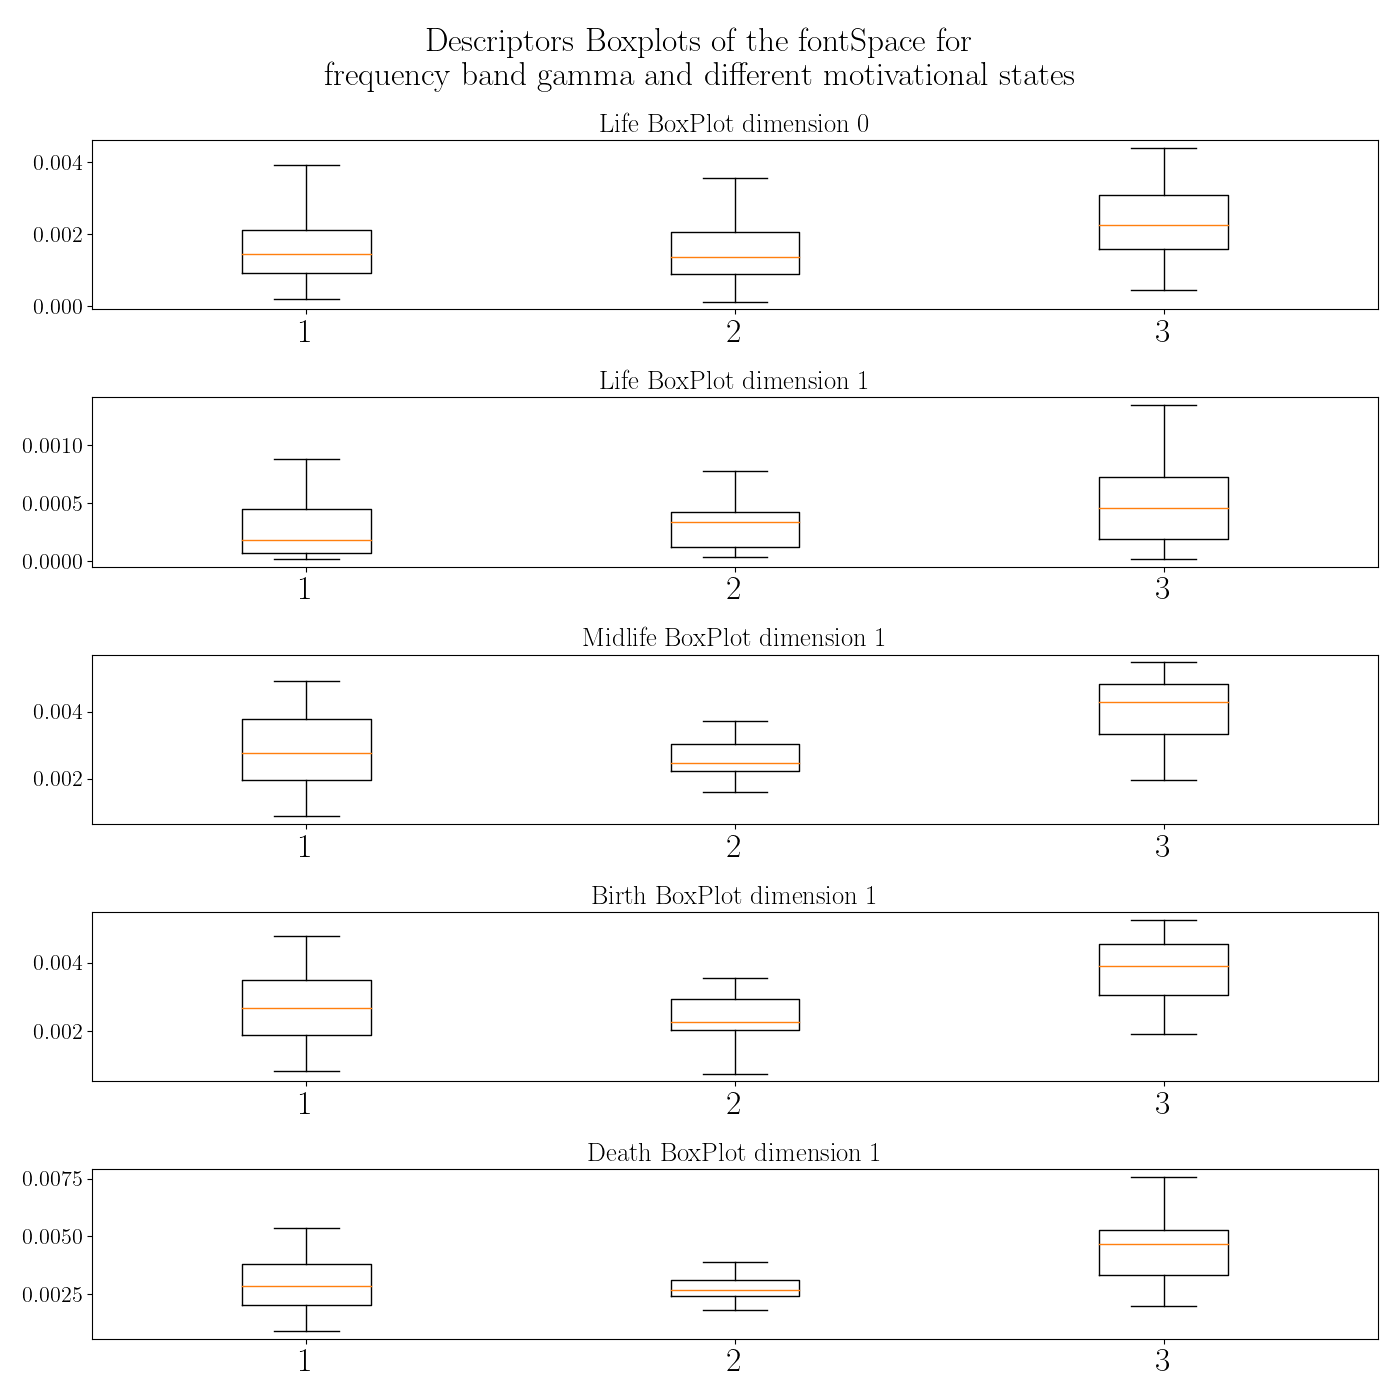 Descriptors Boxplots of the fontSpace for
frequency band gamma and different motivational states
Life BoxPlot dimension 0
0.004
0.002
0.000
1 2 3
Life BoxPlot dimension 1
0.0010
0.0005
0.0000
1 2 3
Midlife BoxPlot dimension 1
0.004
0.002
1 2 3
Birth BoxPlot dimension 1
0.004
0.002
1 2 3
Death BoxPlot dimension 1
0.0075
0.0050
0.0025
1 2 3